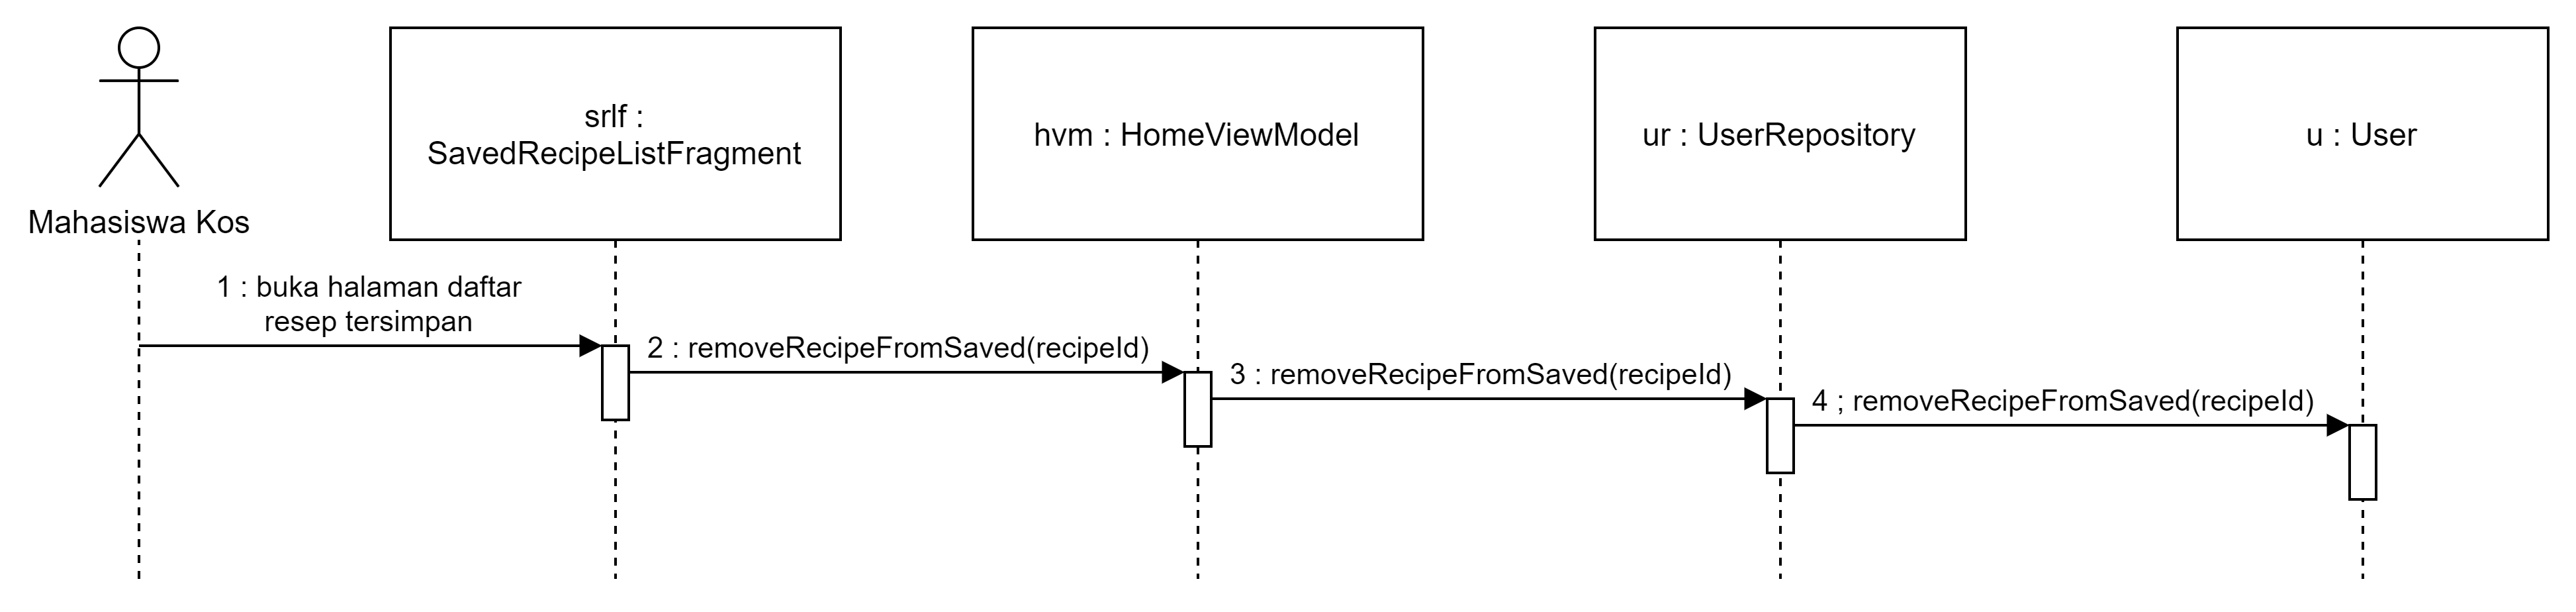 srlf :
SavedRecipeListFragment
hvm : HomeViewModel
ur : UserRepository
u : User
Mahasiswa Kos
1 : buka halaman daftar
resep tersimpan
2 : removeRecipeFromSaved(recipeId)
3 : removeRecipeFromSaved(recipeId)
4 ; removeRecipeFromSaved(recipeId)